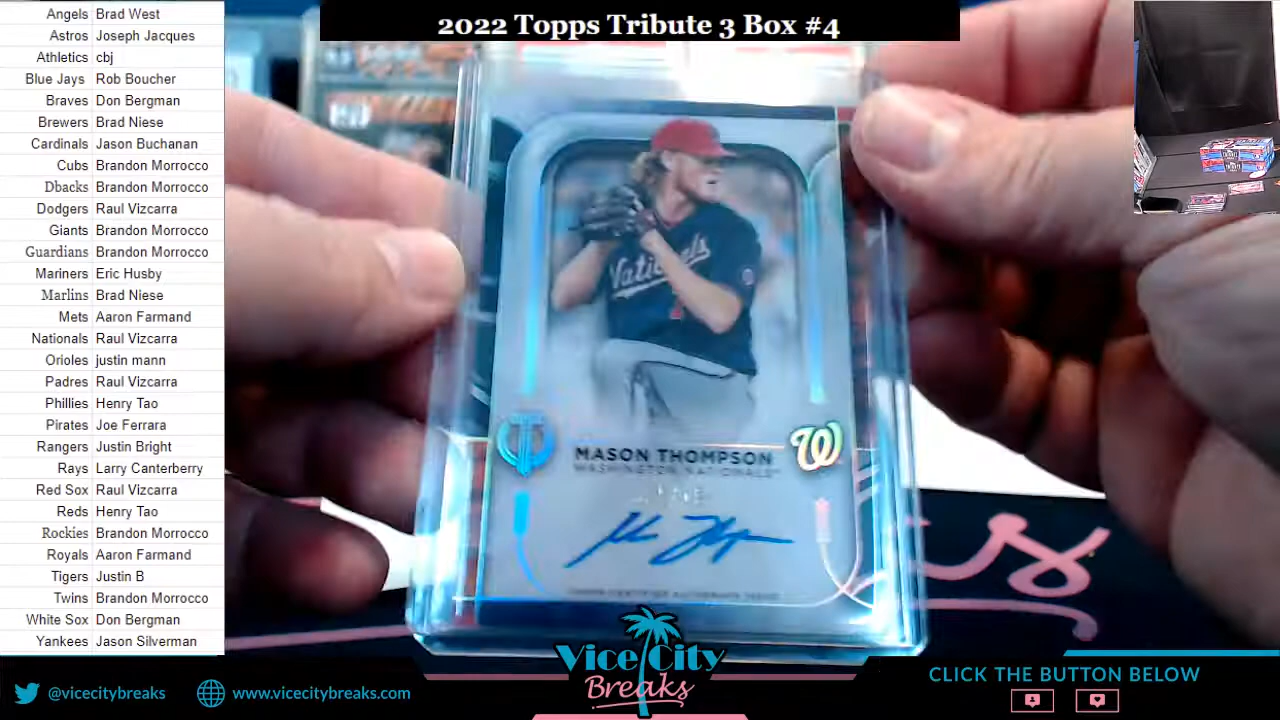 2022 Topps Tribute 3 Box #4
Angels Brad West
Astros Joseph Jacques
Athletics cbj
Blue Jays Rob Boucher
Braves Don Bergman
Brewers Brad Niese
Cardinals Jason Buchanan
Cubs Brandon Morrocco
Dbacks Brandon Morrocco
Dodgers Raul Vizcarra
Giants Brandon Morrocco
Guardians Brandon Morrocco
Mariners Eric Husby
Marlins Brad Niese
Mets Aaron Farmand
Nationals Raul Vizcarra
Orioles justin mann
Padres Raul Vizcarra
Phillies Henry Tao
Pirates Joe Ferrara
Rangers Justin Bright
Rays Larry Canterberry
Red Sox Raul Vizcarra
Reds Henry Tao
Rockies Brandon Morrocco
Royals Aaron Farmand
Tigers Justin B
Twins Brandon Morrocco
White Sox Don Bergman
Yankees Jason Silverman
Nationals
W
MASON THOMPSON
WASHINGTON NATIONALS
Vice City
Breaks
@vicecitybreaks
www.vicecitybreaks.com
CLICK THE BUTTON BELOW